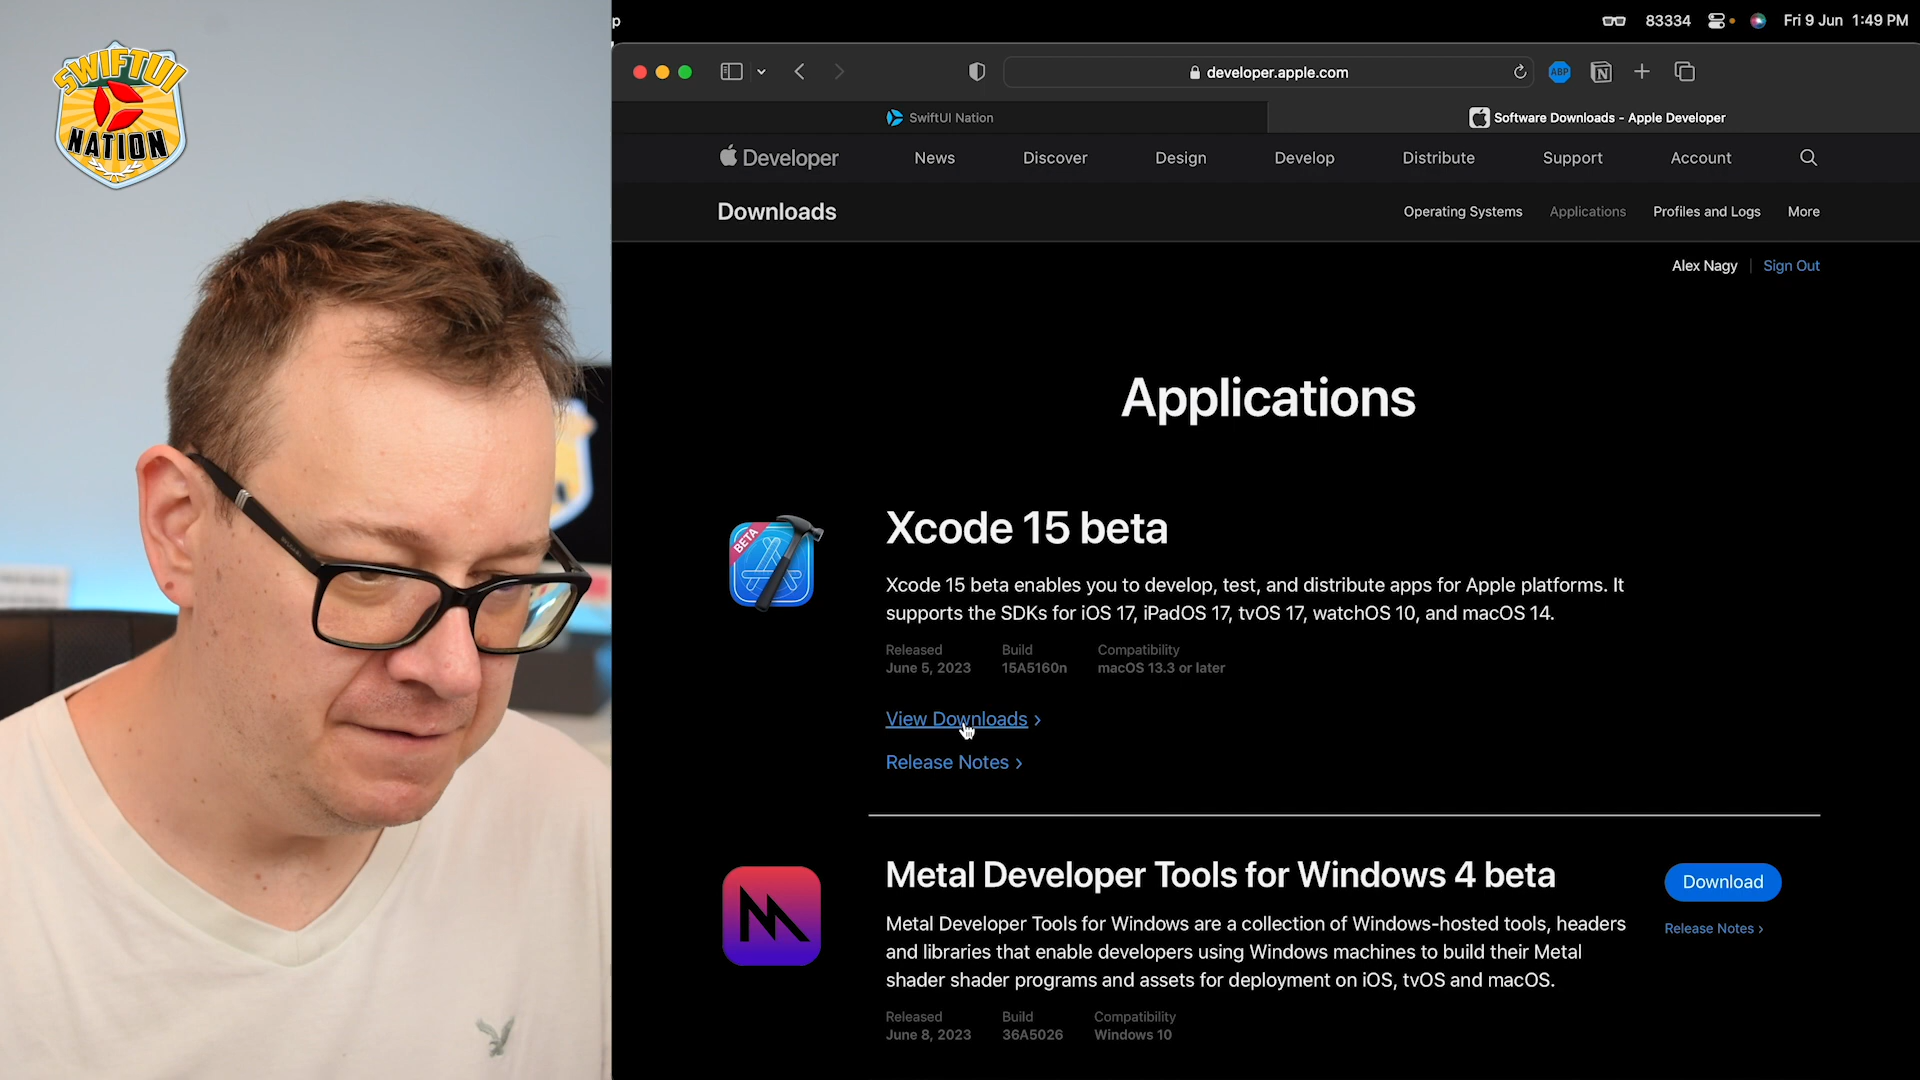 SWIFTUI
NATION
p
83334
Fri 9 Jun 1:49 PM
developer.apple.com
ABP
N
SwiftUI Nation
Software Downloads - Apple Developer
Developer
News
Discover
Design
Develop
Distribute
Support
Account
Downloads
Operating Systems
Applications
Profiles and Logs
More
Alex Nagy
Sign Out
Applications
BETA
Xcode 15 beta
Xcode 15 beta enables you to develop, test, and distribute apps for Apple platforms. It
supports the SDKs for iOS 17, iPadOS 17, tvOS 17, watchOS 10, and macOS 14.
Released Build Compatibility
June 5, 2023 15A5160n macOS 13.3 or later
View Downloads >
Release Notes >
Metal Developer Tools for Windows 4 beta
Download
Metal Developer Tools for Windows are a collection of Windows-hosted tools, headers
Release Notes >
and libraries that enable developers using Windows machines to build their Metal
shader shader programs and assets for deployment on iOS, tvOS and macOS.
Released Build Compatibility
June 8, 2023 36A5026 Windows 10